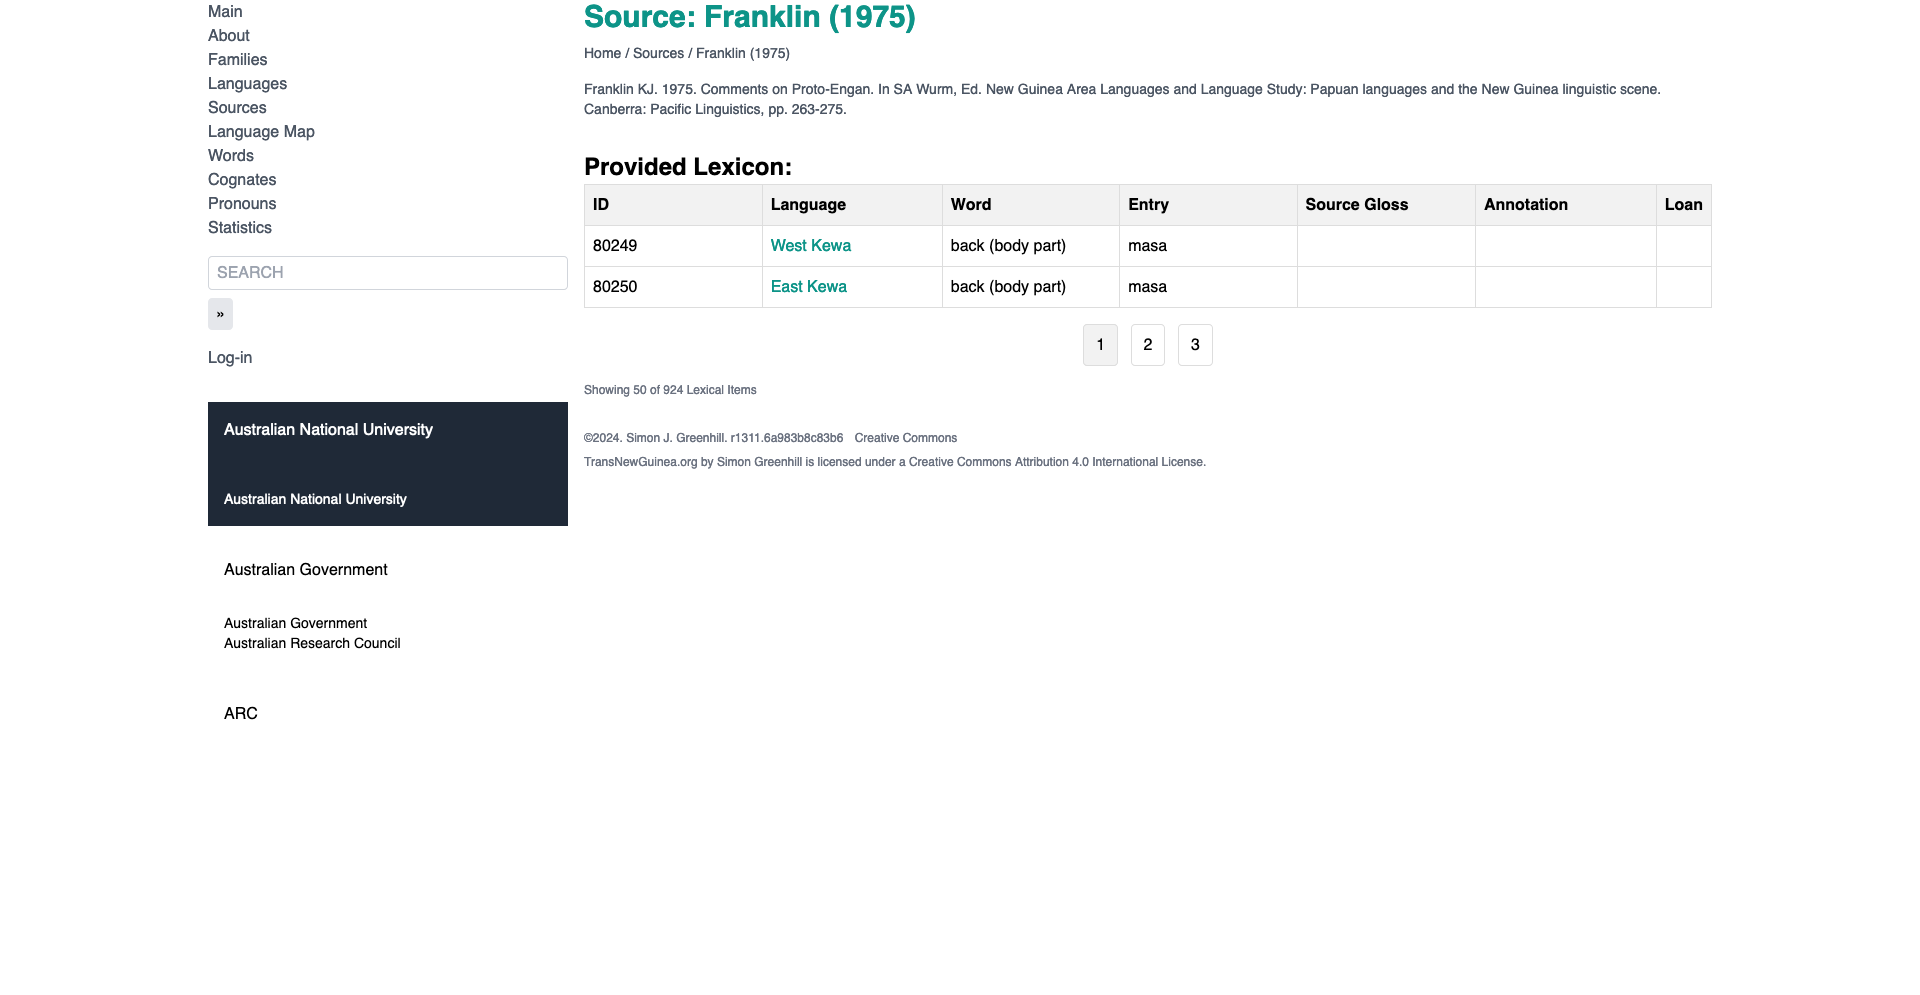 Main
About
Families
Languages
Sources
Language Map
Words
Cognates
Pronouns
Statistics
SEARCH
»
Log-in
Australian National University
Australian National University
Australian Government
Australian Government
Australian Research Council
ARC
Source: Franklin (1975)
Home / Sources / Franklin (1975)
Franklin KJ. 1975. Comments on Proto-Engan. In SA Wurm, Ed. New Guinea Area Languages and Language Study: Papuan languages and the New Guinea linguistic scene.
Canberra: Pacific Linguistics, pp. 263-275.
Provided Lexicon:
ID Language Word Entry Source Gloss Annotation Loan
80249 West Kewa back (body part) masa
80250 East Kewa back (body part) masa
1 2 3
Showing 50 of 924 Lexical Items
©2024. Simon J. Greenhill. r1311.6a983b8c83b6 Creative Commons
TransNewGuinea.org by Simon Greenhill is licensed under a Creative Commons Attribution 4.0 International License.